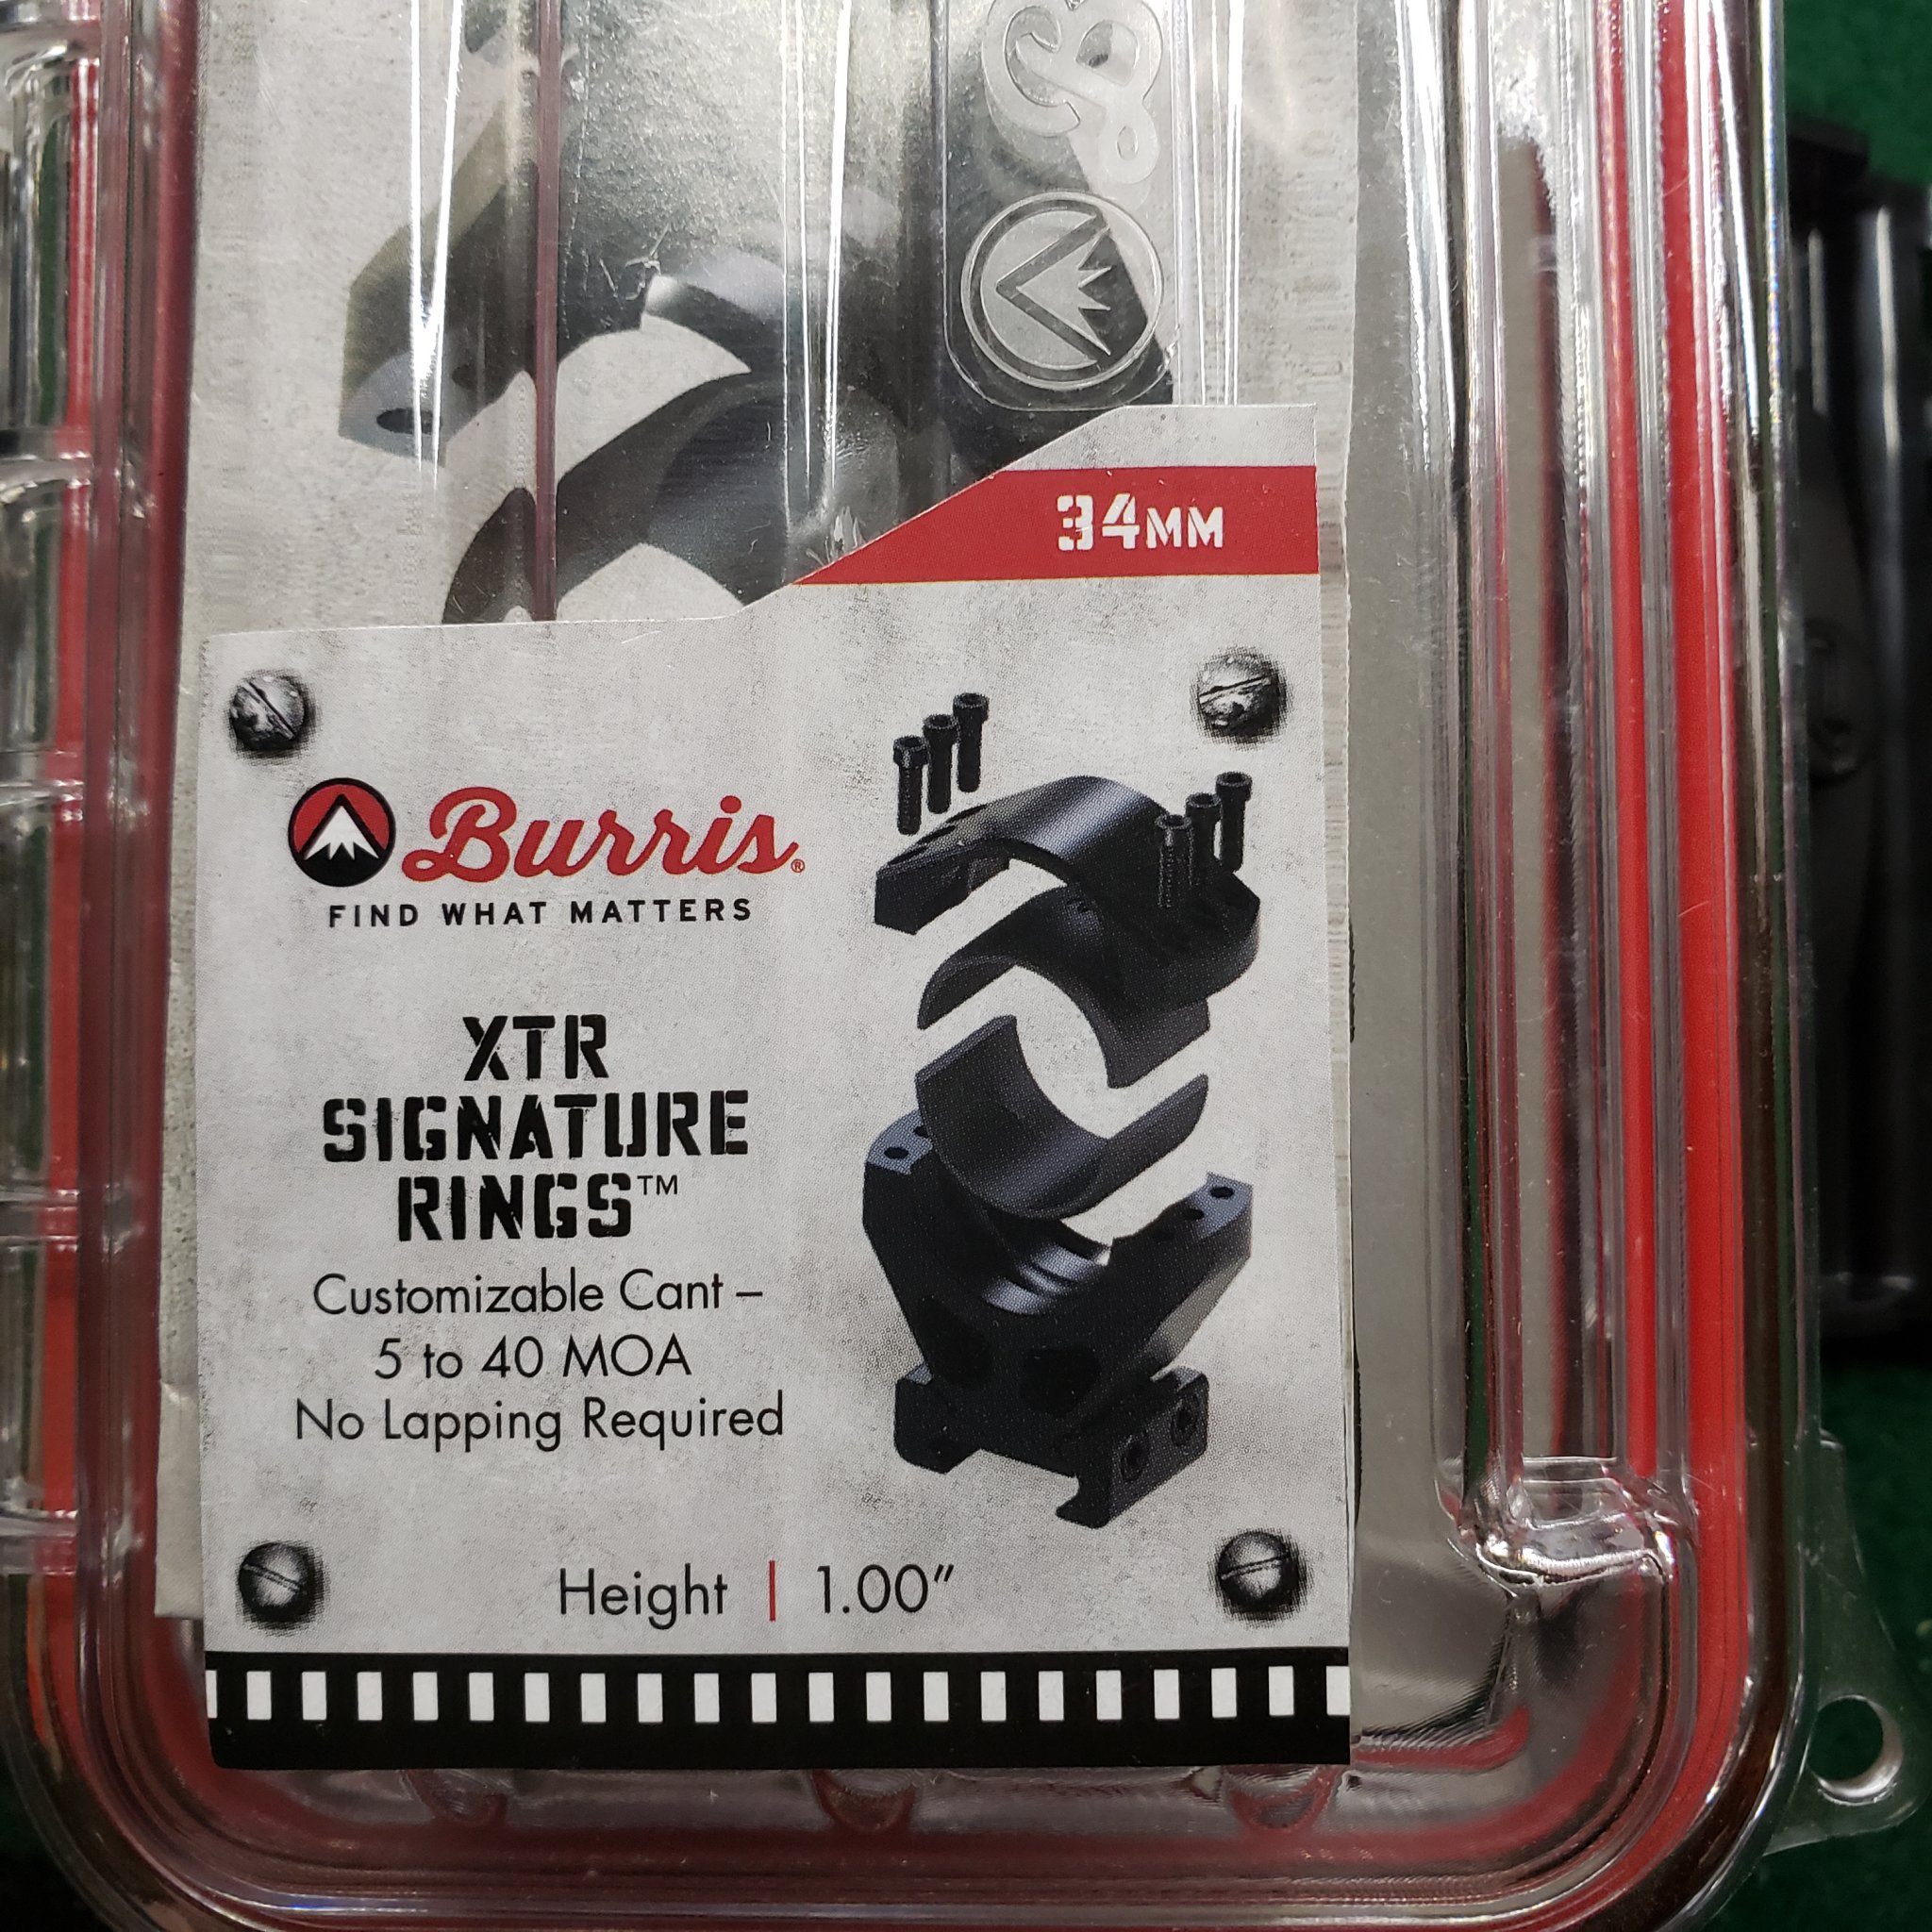 34MM
Burris®
FIND WHAT MATTERS
XTR
SIGNATURE
RINGS™
Customizable Cant –
5 to 40 MOA
No Lapping Required
Height | 1.00"